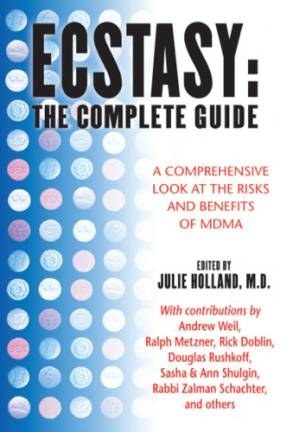 ECSTASY:
THE COMPLETE GUIDE
A COMPREHENSIVE
LOOK AT THE RISKS
AND BENEFITS
OF MDMA
EDITED BY
JULIE HOLLAND, M.D.
With contributions by
Andrew Weil,
Ralph Metzner, Rick Doblin,
Douglas Rushkoff,
Sasha & Ann Shulgin,
Rabbi Zalman Schachter,
and others